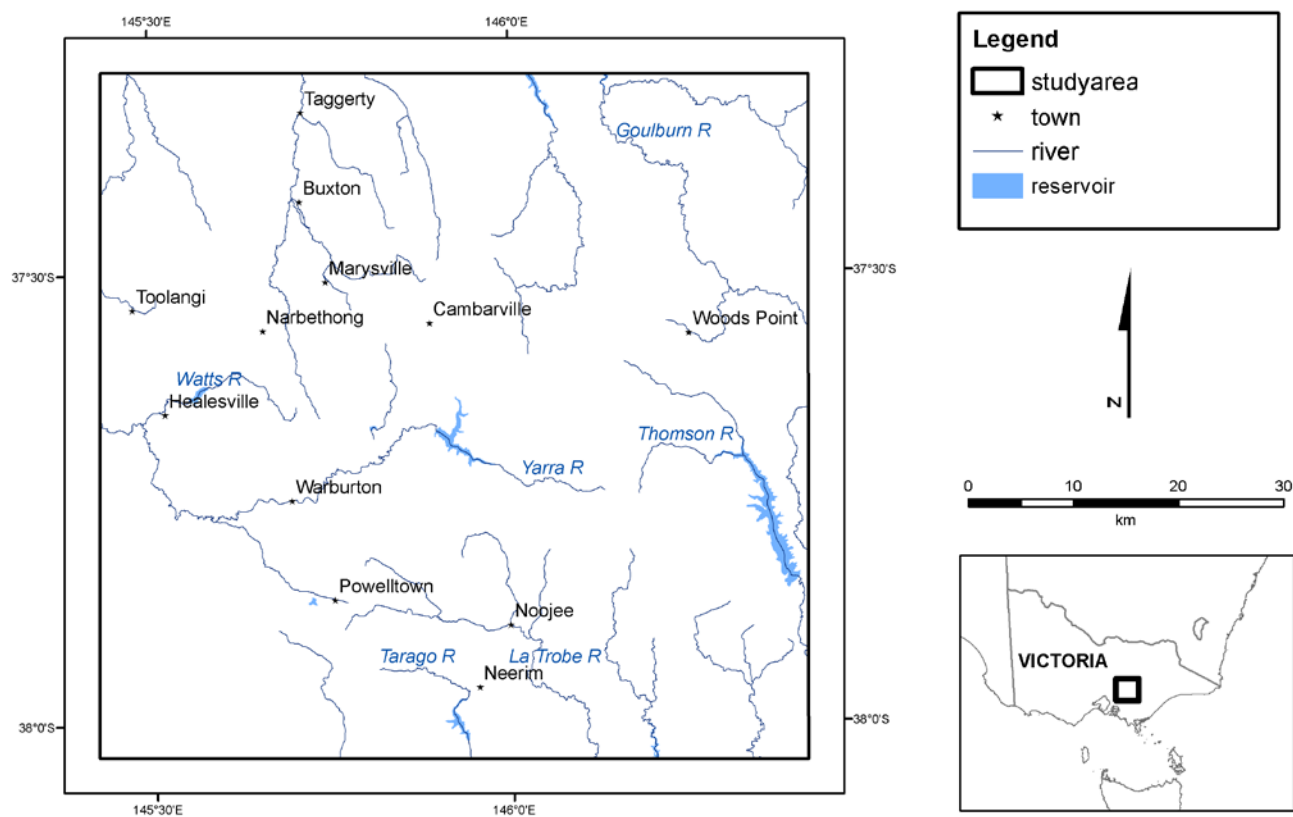 145°30'E
146°0'E
Taggerty
Goulburn R
Buxton
37°30'S
Marysville
37°30'S
Toolangi
Narbethong
Cambarville
Woods Point
Watts R
Healesville
Thomson R
Yarra R
Warburton
Powelltown
Noojee
Tarago R
La Trobe R
Neerim
38°0'S
38°0'S
145°30'E
146°0'E
Legend
studyarea
town
river
reservoir
N
0 10 20 30
km
VICTORIA